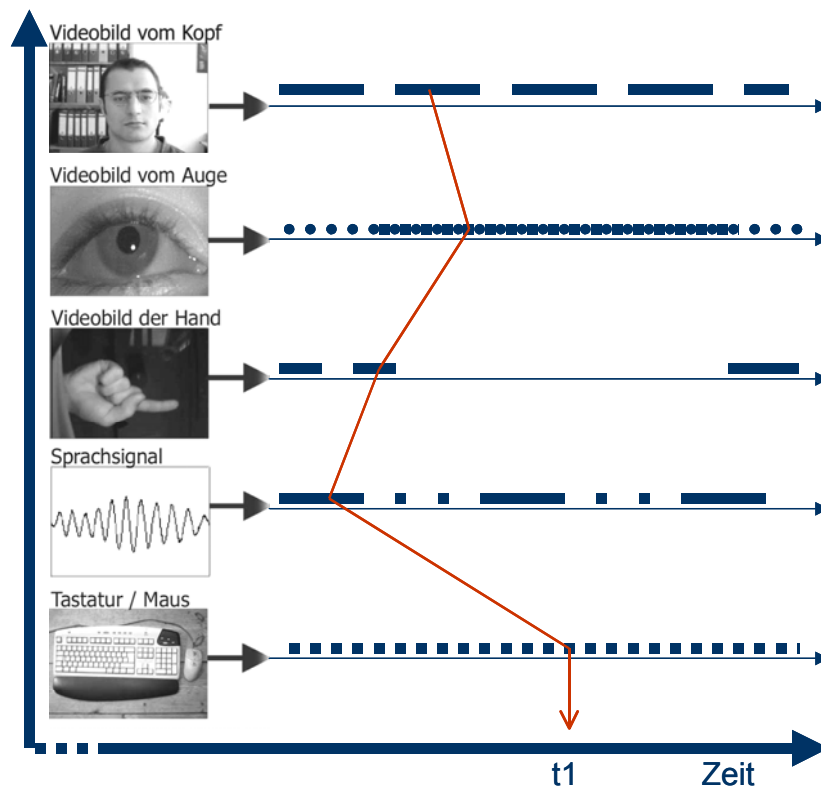 Videobild vom Kopf
Videobild vom Auge
Videobild der Hand
Sprachsignal
Tastatur / Maus
t1
Zeit